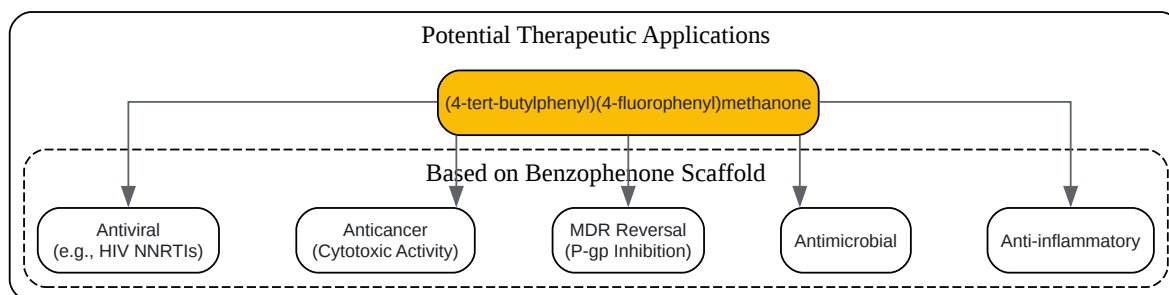 Potential Therapeutic Applications
(4-tert-butylphenyl)(4-fluorophenyl)methanone
Based on Benzophenone Scaffold
Antiviral
(e.g., HIV NNRTIs)
Anticancer
(Cytotoxic Activity)
MDR Reversal
(P-gp Inhibition)
Antimicrobial
Anti-inflammatory